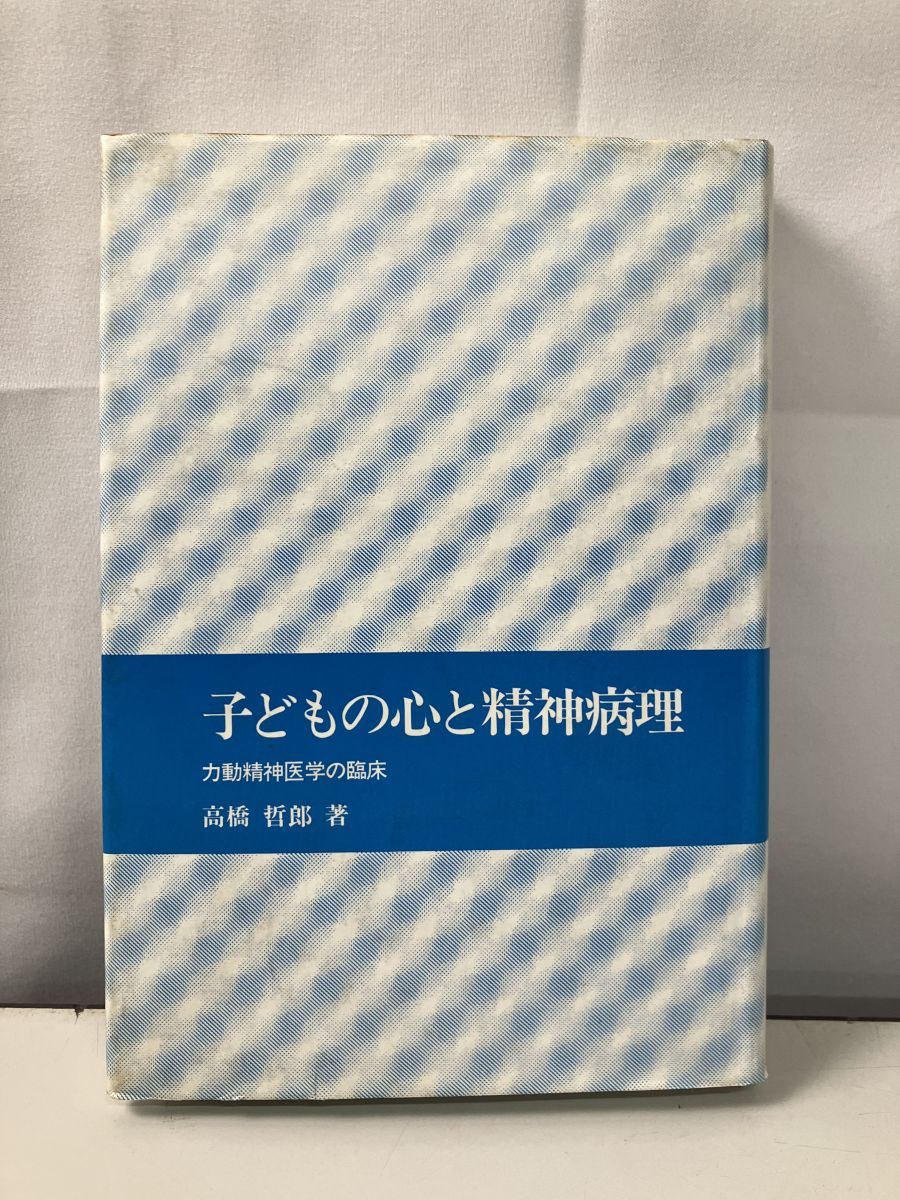 子どもの心と精神病理
力動精神医学の臨床
高橋 哲郎 著